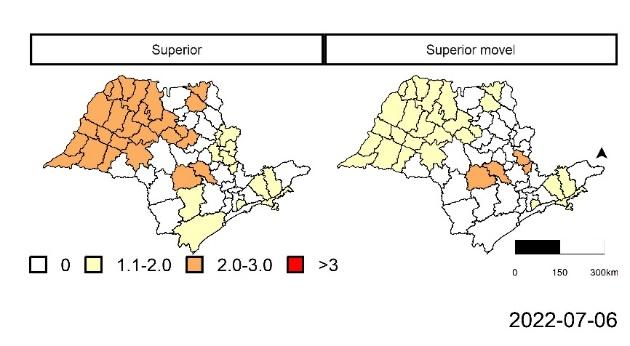 Superior
Superior movel
0 1.1-2.0 2.0-3.0 >3
0 150 300km
2022-07-06